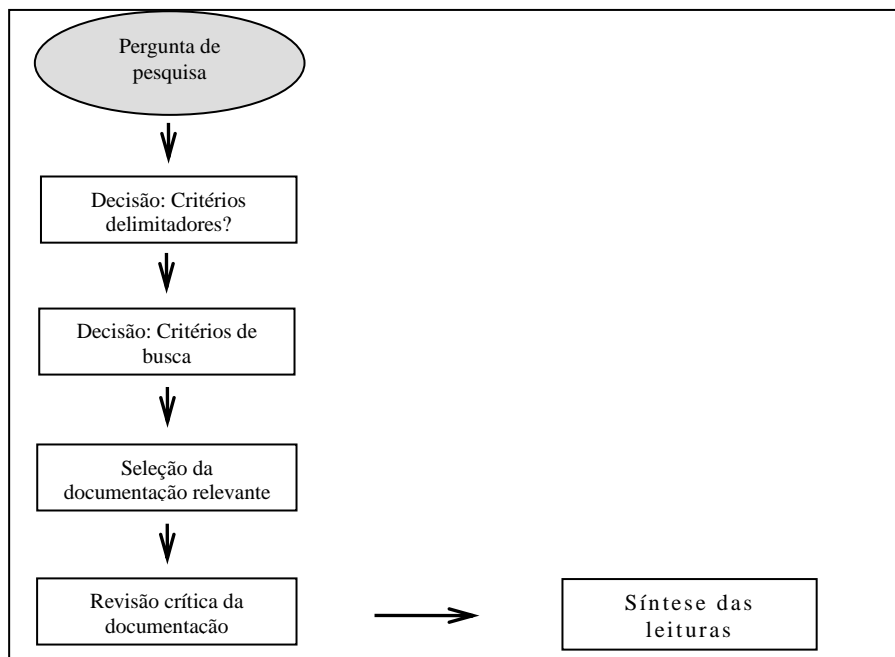 Pergunta de
pesquisa
Decisão: Critérios
delimitadores?
Decisão: Critérios de
busca
Seleção da
documentação relevante
Revisão crítica da
documentação
Síntese das
leituras